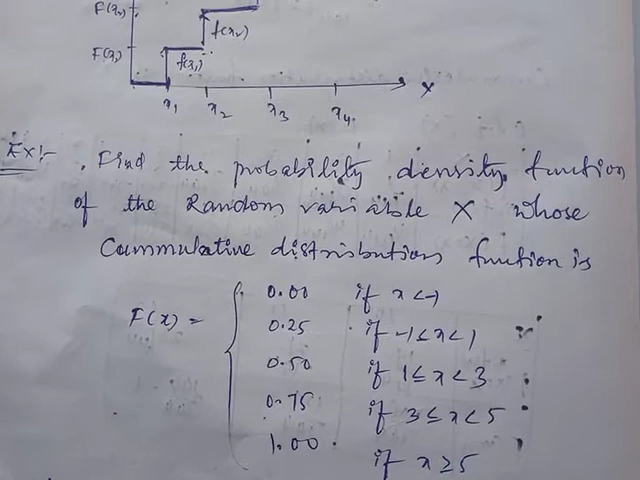 F(x₂)
f(x₂)
F(x₁)
f(x₁)
X
x₁ x₂ x₃ x₄
Ex:- Find the probability density function
of the Random variable X whose
Cummulative distribution function is
F(x) =
0.00 if x<-1
0.25 if -1≤x<1
0.50 if 1≤x<3
0.75 if 3≤x<5
1.00 if x≥5